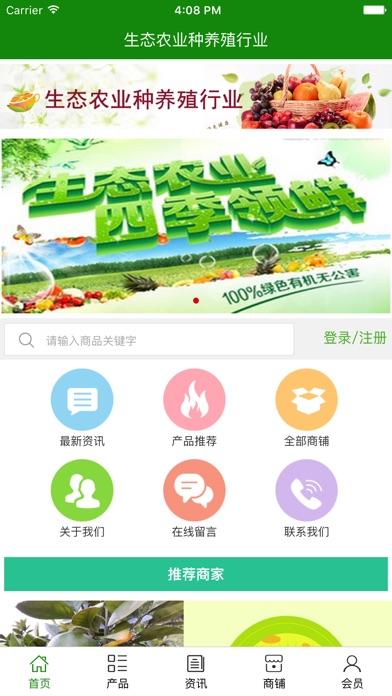 Carrier 4:08 PM
生态农业种养殖行业
生态农业种养殖行业
生态农业
四季领鲜
100%绿色有机无公害
请输入商品关键字 登录/注册
最新资讯 产品推荐 全部商铺
关于我们 在线留言 联系我们
推荐商家
首页 产品 资讯 商铺 会员